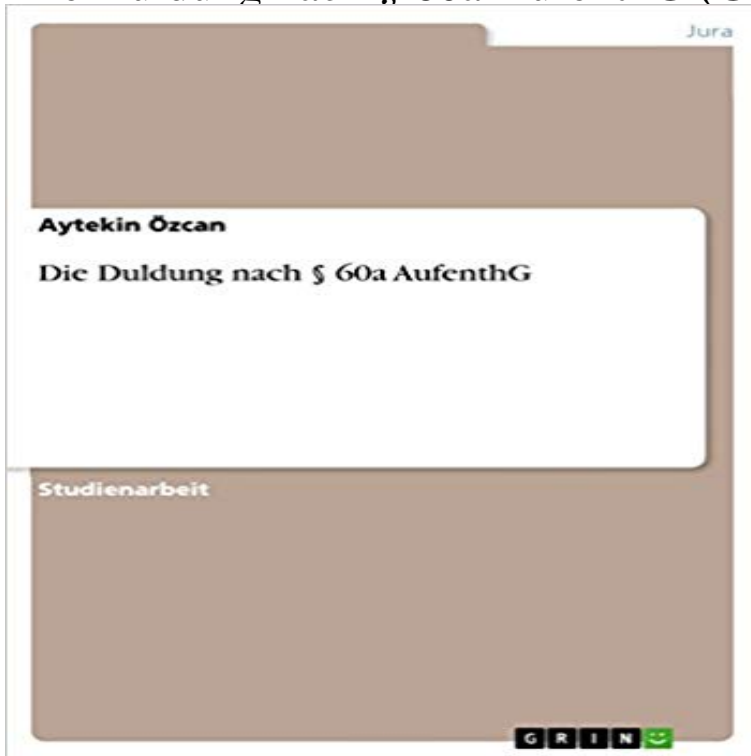 Jura
Aytekin Özcan
Die Duldung nach § 60a AufenthG
Studienarbeit
GRIN